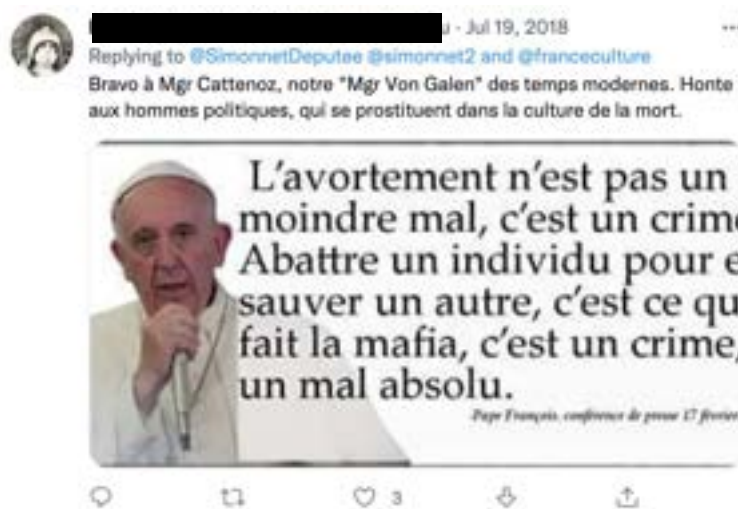 - Jul 19, 2018
Replying to @SimonnetDeputee @simonnet2 and @franceculture
Bravo à Mgr Cattenoz, notre "Mgr Von Galen" des temps modernes. Honte
aux hommes politiques, qui se prostituent dans la culture de la mort.
L'avortement n'est pas un
moindre mal, c'est un crime
Abattre un individu pour e
sauver un autre, c'est ce qu
fait la mafia, c'est un crime,
un mal absolu.
Pape François, conférence de presse 17 février
3